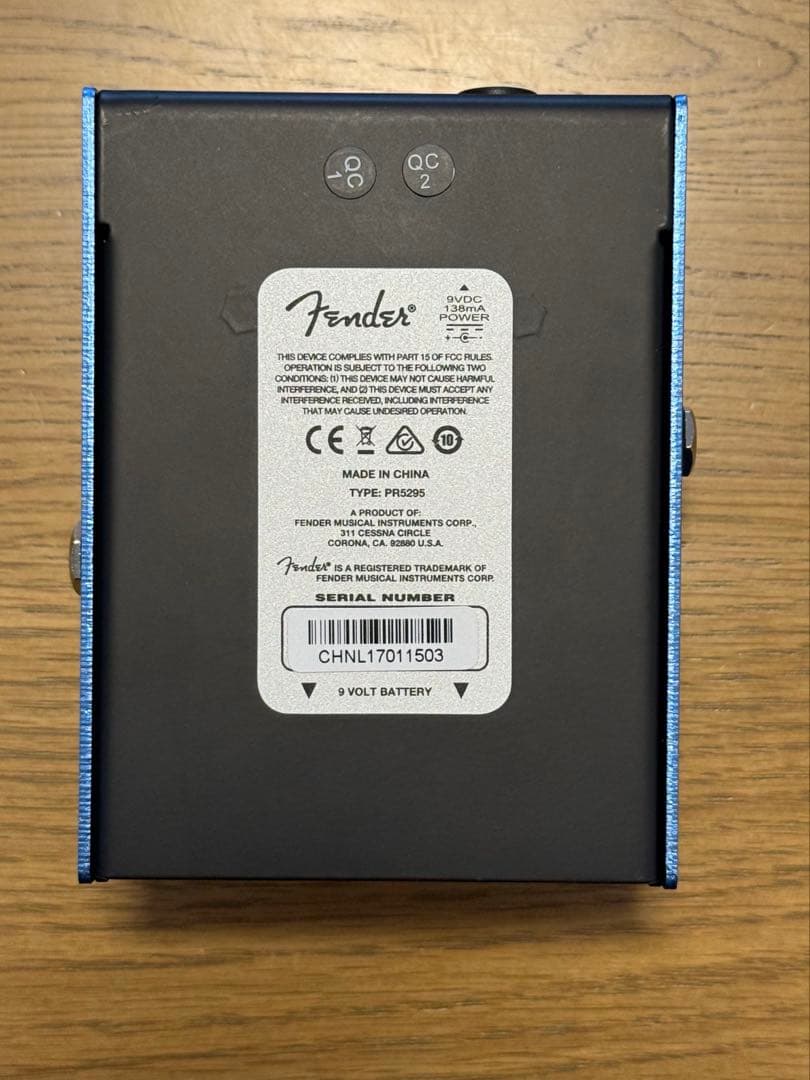 QC
1
QC
2
Fender®
9VDC
138mA
POWER
THIS DEVICE COMPLIES WITH PART 15 OF FCC RULES.
OPERATION IS SUBJECT TO THE FOLLOWING TWO
CONDITIONS: (1) THIS DEVICE MAY NOT CAUSE HARMFUL
INTERFERENCE, AND (2) THIS DEVICE MUST ACCEPT ANY
INTERFERENCE RECEIVED, INCLUDING INTERFERENCE
THAT MAY CAUSE UNDESIRED OPERATION.
CE 10
MADE IN CHINA
TYPE: PR5295
A PRODUCT OF:
FENDER MUSICAL INSTRUMENTS CORP.,
311 CESSNA CIRCLE
CORONA, CA. 92880 U.S.A.
Fender® IS A REGISTERED TRADEMARK OF
FENDER MUSICAL INSTRUMENTS CORP.
SERIAL NUMBER
CHNL17011503
9 VOLT BATTERY